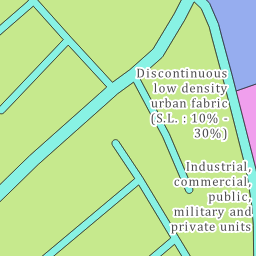 Discontinuous
low density
urban fabric
(S.L. : 10% -
30%)
Industrial,
commercial,
public,
military and
private units